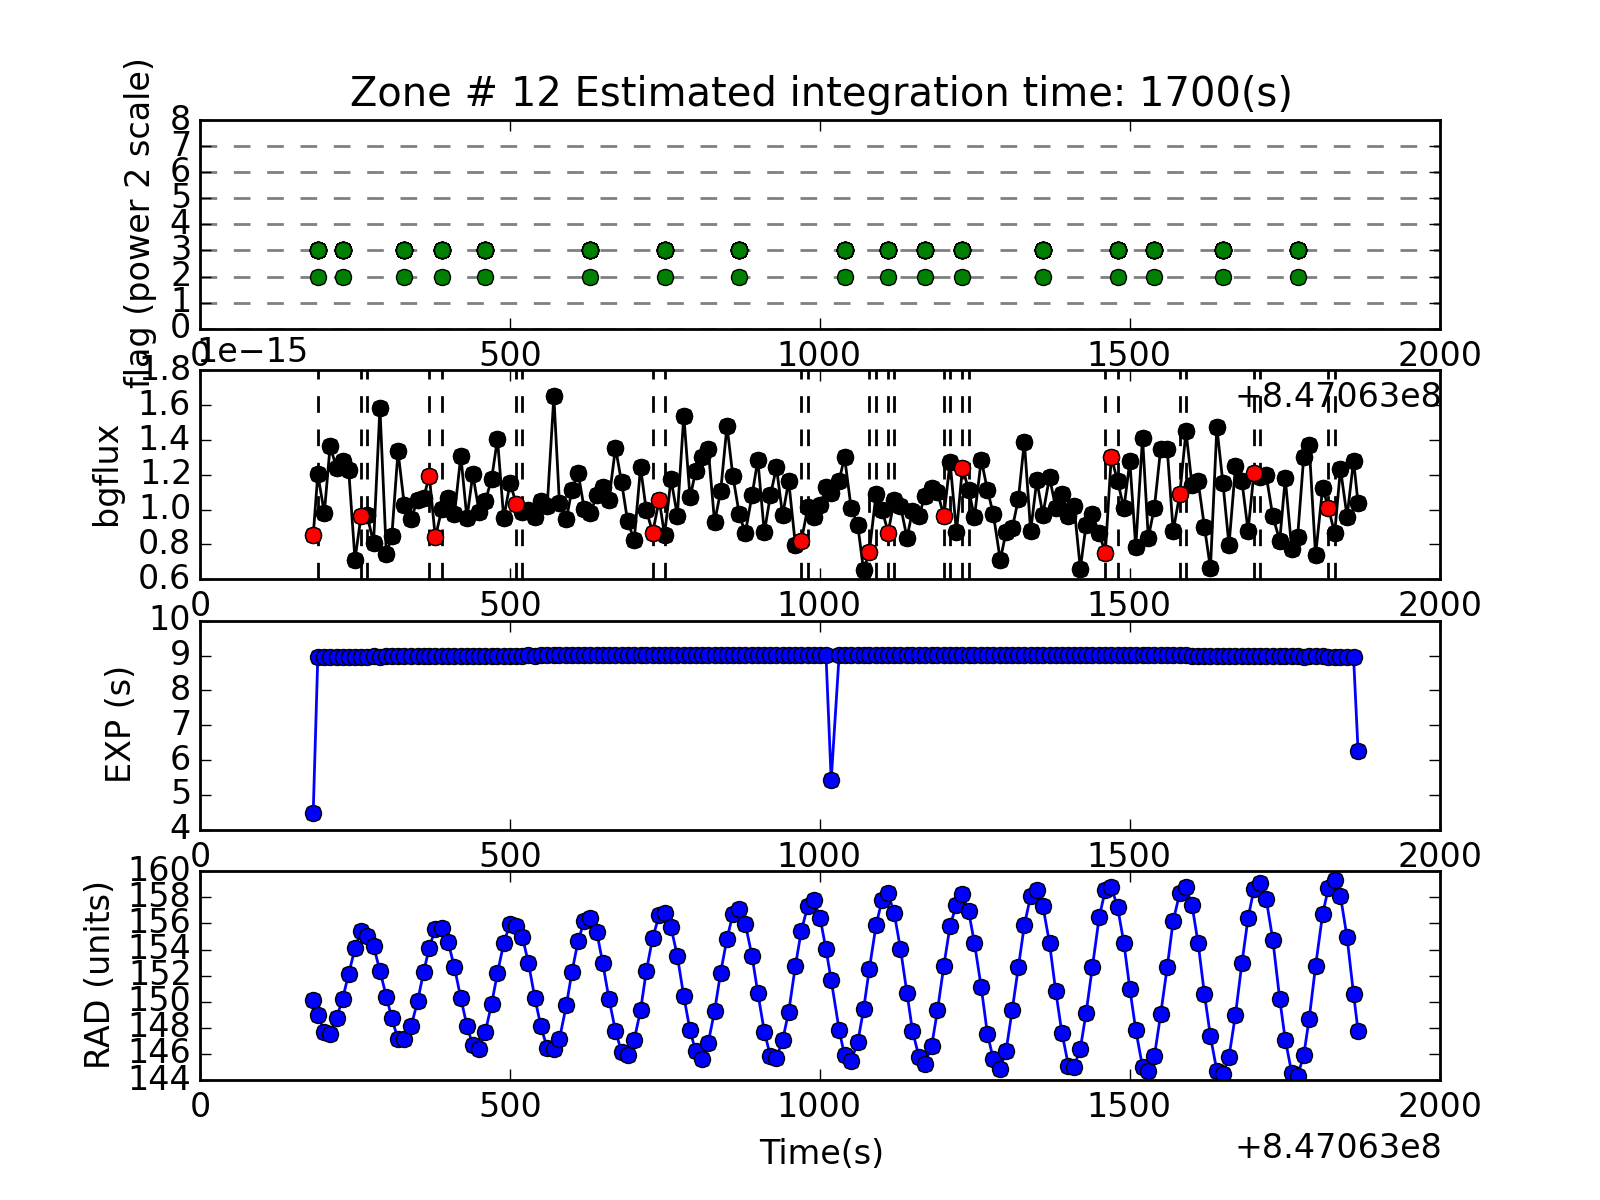 Zone # 12 Estimated integration time: 1700(s)
flag (power 2 scale)
8
7
6
5
4
3
2
1
0
0 500 1000 1500 2000
1e−15
+8.47063e8
bgflux
1.8
1.6
1.4
1.2
1.0
0.8
0.6
0 500 1000 1500 2000
EXP (s)
10
9
8
7
6
5
4
0 500 1000 1500 2000
RAD (units)
160
158
156
154
152
150
148
146
144
0 500 1000 1500 2000
Time(s)
+8.47063e8